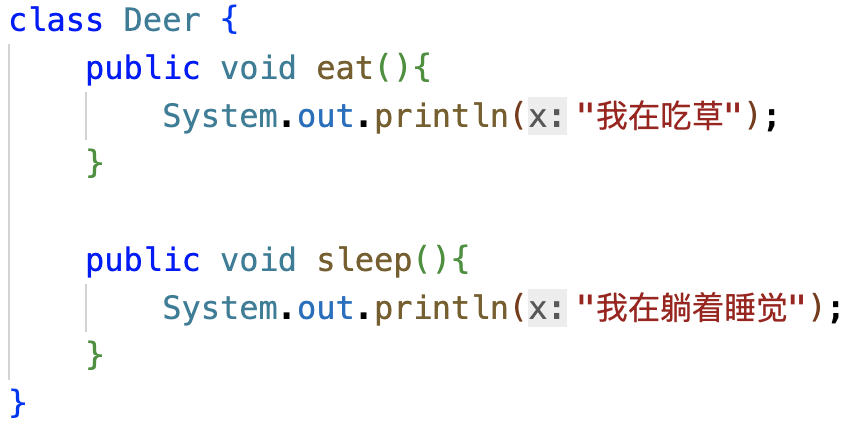 class Deer {
public void eat(){
System.out.println(x:"我在吃草");
}
public void sleep(){
System.out.println(x:"我在躺着睡觉");
}
}